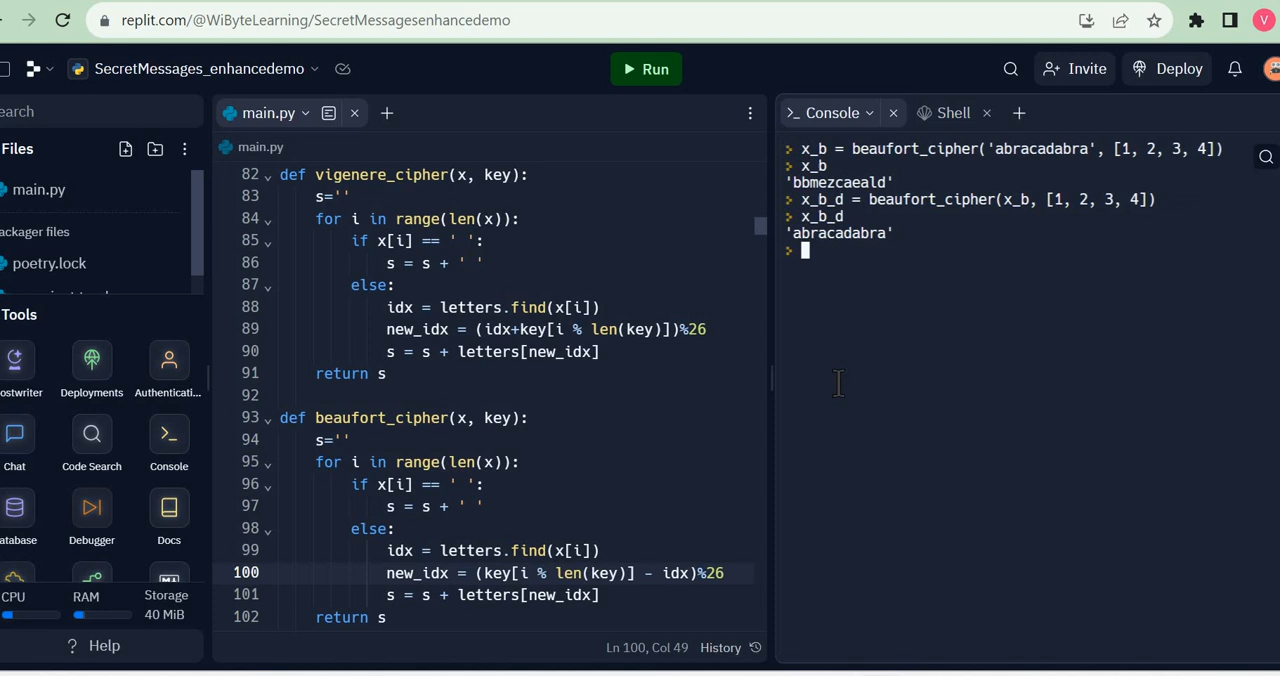 replit.com/@WiByteLearning/SecretMessagesenhancedemo
V
SecretMessages_enhancedemo
Run
Invite
Deploy
earch
Files
main.py
ackager files
poetry.lock
Tools
ostwriter
Deployments
Authenticati...
Chat
Code Search
Console
atabase
Debugger
Docs
CPU
RAM
Storage
40 MiB
? Help
main.py
main.py
82 def vigenere_cipher(x, key):
83 s=''
84 for i in range(len(x)):
85 if x[i] == ' ':
86 s = s + ' '
87 else:
88 idx = letters.find(x[i])
89 new_idx = (idx+key[i % len(key)])%26
90 s = s + letters[new_idx]
91 return s
92
93 def beaufort_cipher(x, key):
94 s=''
95 for i in range(len(x)):
96 if x[i] == ' ':
97 s = s + ' '
98 else:
99 idx = letters.find(x[i])
100 new_idx = (key[i % len(key)] - idx)%26
101 s = s + letters[new_idx]
102 return s
Ln 100, Col 49 History
Console
Shell
x_b = beaufort_cipher('abracadabra', [1, 2, 3, 4])
x_b
'bbmezcaeald'
x_b_d = beaufort_cipher(x_b, [1, 2, 3, 4])
x_b_d
'abracadabra'